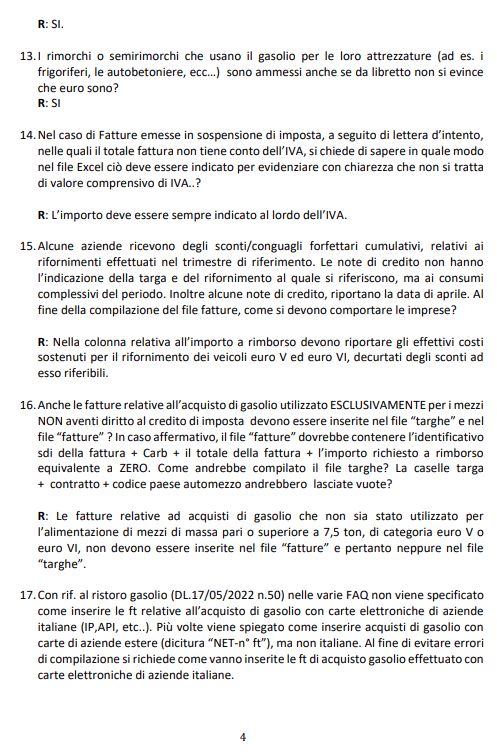 R: SI.
13. I rimorchi o semirimorchi che usano il gasolio per le loro attrezzature (ad es. i
frigoriferi, le autobetoniere, ecc…) sono ammessi anche se da libretto non si evince
che euro sono?
R: SI
14. Nel caso di Fatture emesse in sospensione di imposta, a seguito di lettera d’intento,
nelle quali il totale fattura non tiene conto dell’IVA, si chiede di sapere in quale modo
nel file Excel ciò deve essere indicato per evidenziare con chiarezza che non si tratta
di valore comprensivo di IVA..?
R: L’importo deve essere sempre indicato al lordo dell’IVA.
15. Alcune aziende ricevono degli sconti/conguagli forfettari cumulativi, relativi ai
rifornimenti effettuati nel trimestre di riferimento. Le note di credito non hanno
l’indicazione della targa e del rifornimento al quale si riferiscono, ma ai consumi
complessivi del periodo. Inoltre alcune note di credito, riportano la data di aprile. Al
fine della compilazione del file fatture, come si devono comportare le imprese?
R: Nella colonna relativa all’importo a rimborso devono riportare gli effettivi costi
sostenuti per il rifornimento dei veicoli euro V ed euro VI, decurtati degli sconti ad
esso riferibili.
16. Anche le fatture relative all’acquisto di gasolio utilizzato ESCLUSIVAMENTE per i mezzi
NON aventi diritto al credito di imposta devono essere inserite nel file “targhe” e nel
file “fatture” ? In caso affermativo, il file “fatture” dovrebbe contenere l’identificativo
sdi della fattura + Carb + il totale della fattura + l’importo richiesto a rimborso
equivalente a ZERO. Come andrebbe compilato il file targhe? La caselle targa
+ contratto + codice paese automezzo andrebbero lasciate vuote?
R: Le fatture relative ad acquisti di gasolio che non sia stato utilizzato per
l’alimentazione di mezzi di massa pari o superiore a 7,5 ton, di categoria euro V o
euro VI, non devono essere inserite nel file “fatture” e pertanto neppure nel file
“targhe”.
17. Con rif. al ristoro gasolio (DL.17/05/2022 n.50) nelle varie FAQ non viene specificato
come inserire le ft relative all’acquisto di gasolio con carte elettroniche di aziende
italiane (IP,API, etc..). Più volte viene spiegato come inserire acquisti di gasolio con
carte di aziende estere (dicitura “NET-n° ft”), ma non italiane. Al fine di evitare errori
di compilazione si richiede come vanno inserite le ft di acquisto gasolio effettuato con
carte elettroniche di aziende italiane.
4